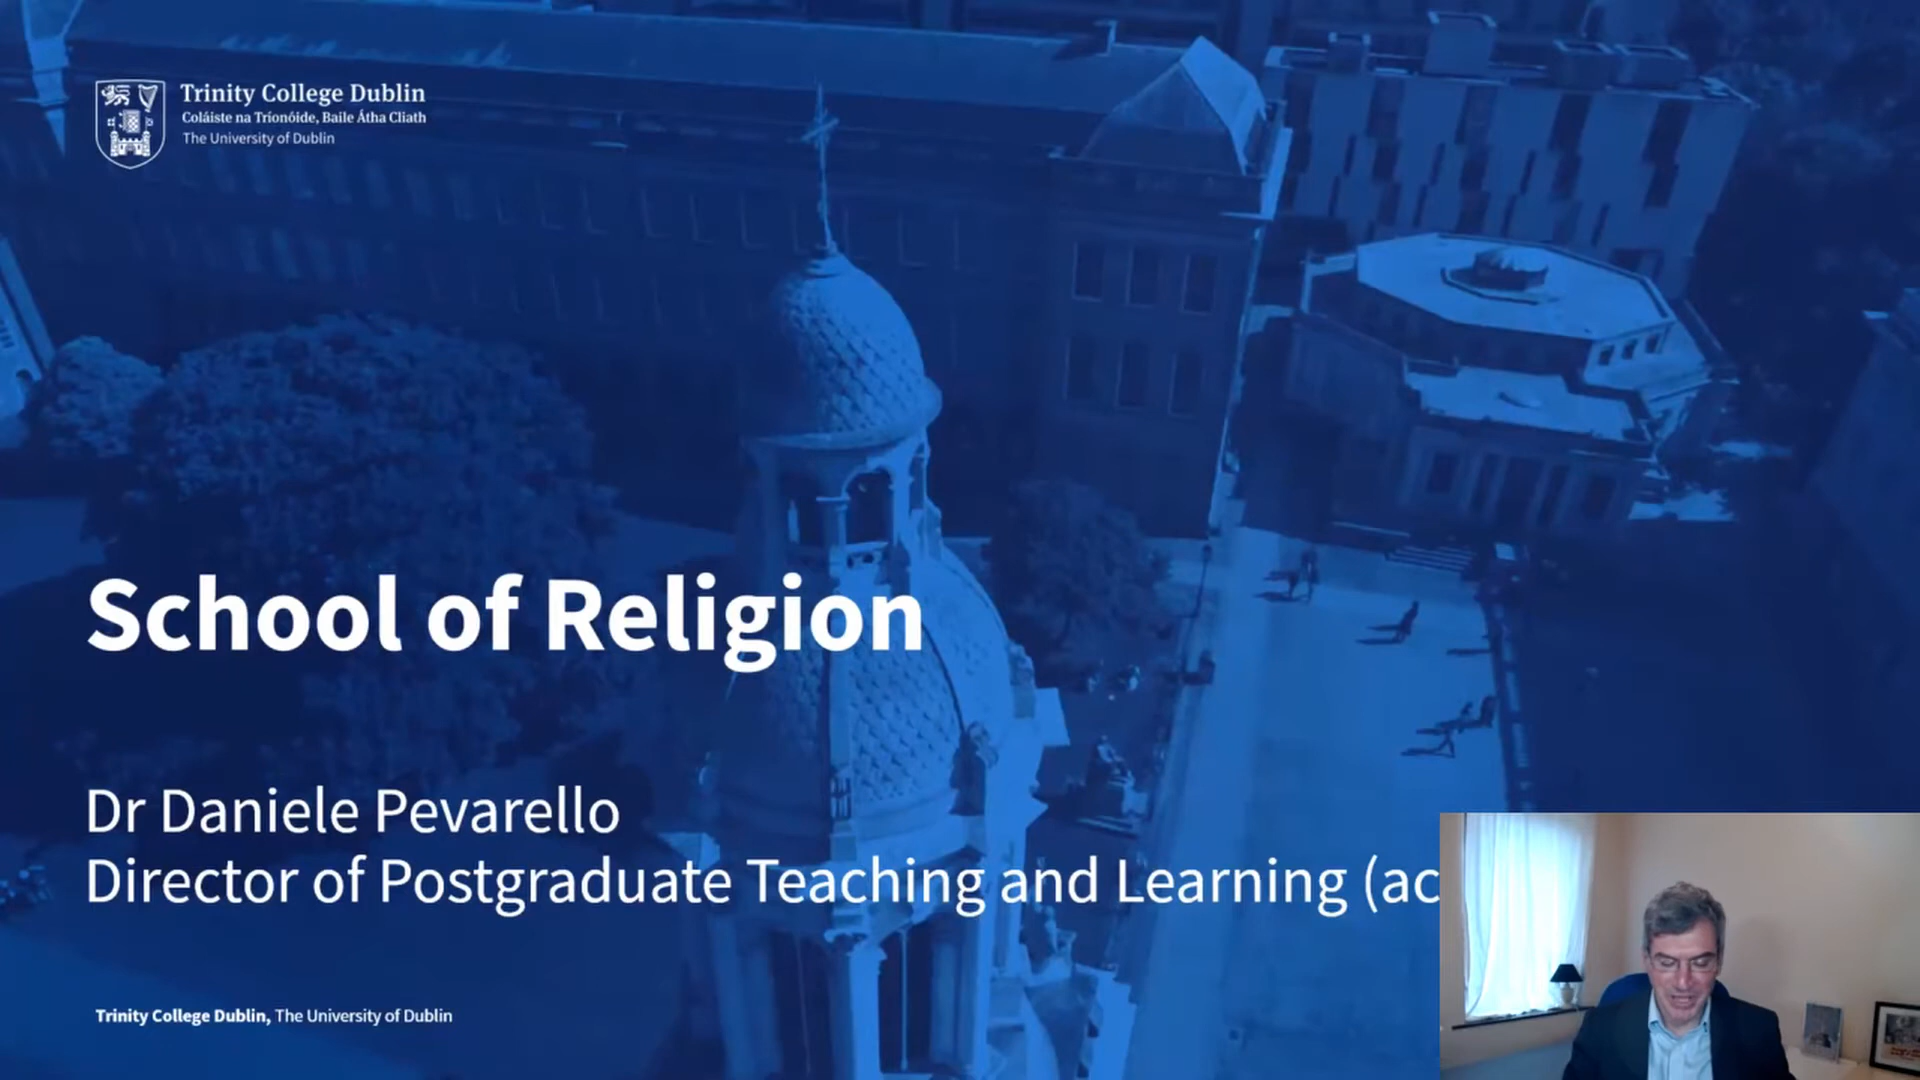 Trinity College Dublin
Coláiste na Tríonóide, Baile Átha Cliath
The University of Dublin
School of Religion
Dr Daniele Pevarello
Director of Postgraduate Teaching and Learning (ac
Trinity College Dublin, The University of Dublin